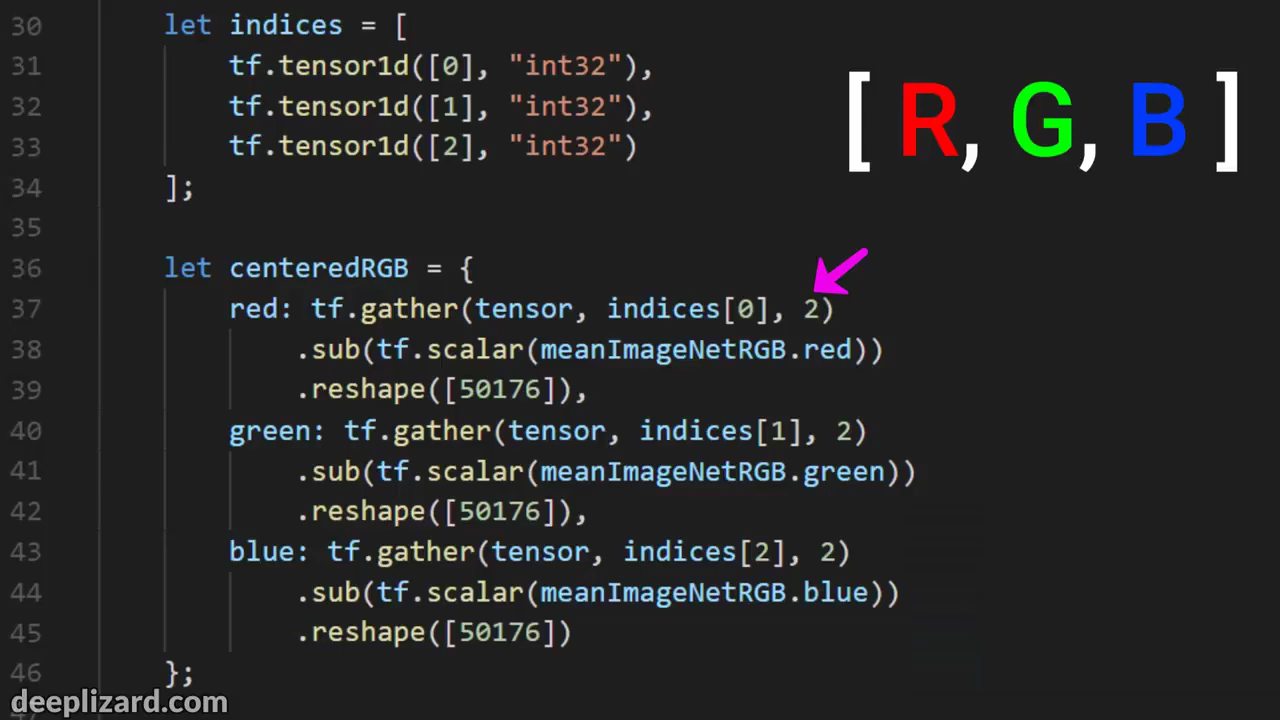 30 let indices = [
31 tf.tensor1d([0], "int32"),
32 tf.tensor1d([1], "int32"),
33 tf.tensor1d([2], "int32")
34 ];
35
36 let centeredRGB = {
37 red: tf.gather(tensor, indices[0], 2)
38 .sub(tf.scalar(meanImageNetRGB.red))
39 .reshape([50176]),
40 green: tf.gather(tensor, indices[1], 2)
41 .sub(tf.scalar(meanImageNetRGB.green))
42 .reshape([50176]),
43 blue: tf.gather(tensor, indices[2], 2)
44 .sub(tf.scalar(meanImageNetRGB.blue))
45 .reshape([50176])
46 };
[ R, G, B ]
deeplizard.com